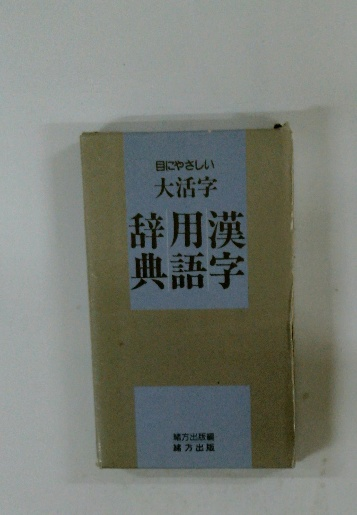 目にやさしい
大活字
漢字
用語
辞典
緒方出版編
緒方出版